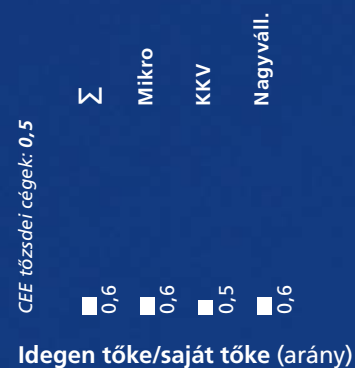 CEE tőzsdei cégek: 0,5
Σ
Mikro
KKV
Nagyváll.
0,6
0,6
0,5
0,6
Idegen tőke/saját tőke (arány)